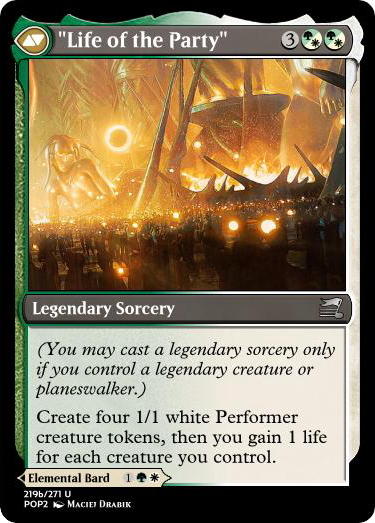 "Life of the Party" 3
Legendary Sorcery
(You may cast a legendary sorcery only
if you control a legendary creature or
planeswalker.)
Create four 1/1 white Performer
creature tokens, then you gain 1 life
for each creature you control.
Elemental Bard 1
219b/271 U
POP2 Maciej Drabik